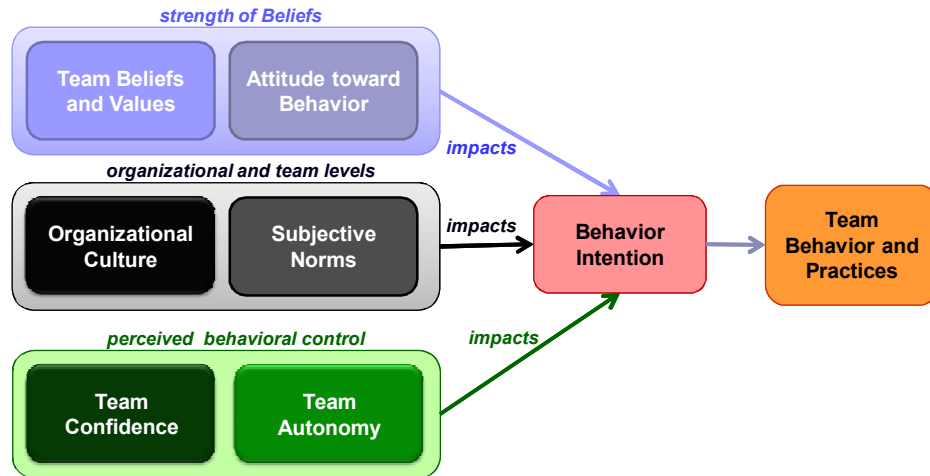 strength of Beliefs
Team Beliefs
and Values
Attitude toward
Behavior
impacts
organizational and team levels
Organizational
Culture
Subjective
Norms
impacts
Behavior
Intention
Team
Behavior and
Practices
perceived behavioral control
impacts
Team
Confidence
Team
Autonomy